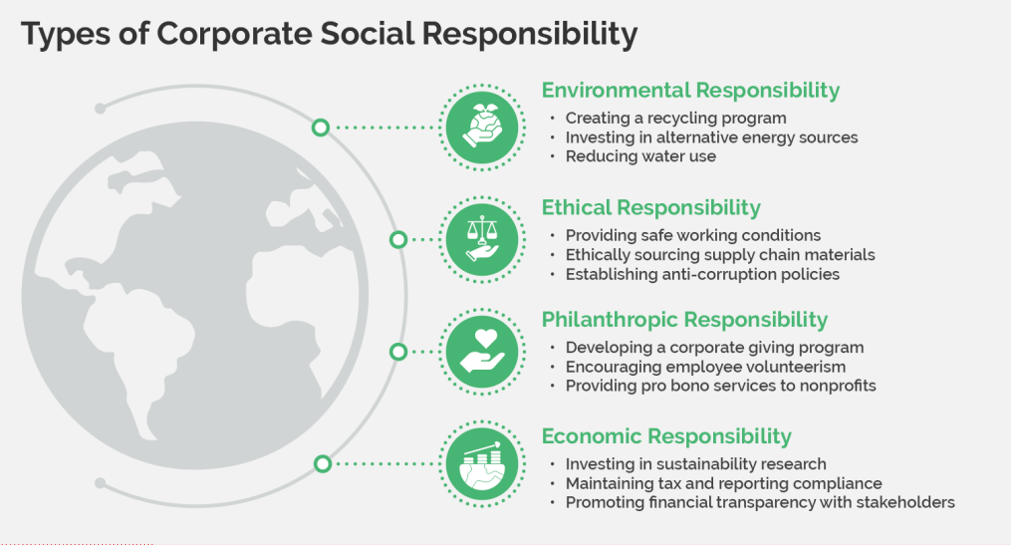 Types of Corporate Social Responsibility
Environmental Responsibility
• Creating a recycling program
• Investing in alternative energy sources
• Reducing water use
Ethical Responsibility
• Providing safe working conditions
• Ethically sourcing supply chain materials
• Establishing anti-corruption policies
Philanthropic Responsibility
• Developing a corporate giving program
• Encouraging employee volunteerism
• Providing pro bono services to nonprofits
Economic Responsibility
• Investing in sustainability research
• Maintaining tax and reporting compliance
• Promoting financial transparency with stakeholders